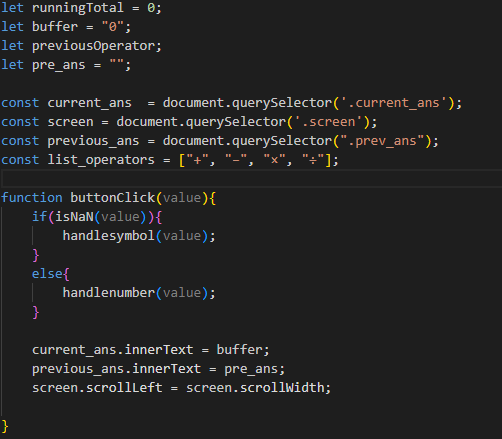 let runningTotal = 0;
let buffer = "0";
let previousOperator;
let pre_ans = "";
const current_ans  = document.querySelector('.current_ans');
const screen = document.querySelector('.screen');
const previous_ans = document.querySelector(".prev_ans");
const list_operators = ["+", "−", "×", "÷"];
function buttonClick(value){
    if(isNaN(value)){
        handlesymbol(value);
    }
    else{
        handlenumber(value);
    }
    current_ans.innerText = buffer;
    previous_ans.innerText = pre_ans;
    screen.scrollLeft = screen.scrollWidth;
}